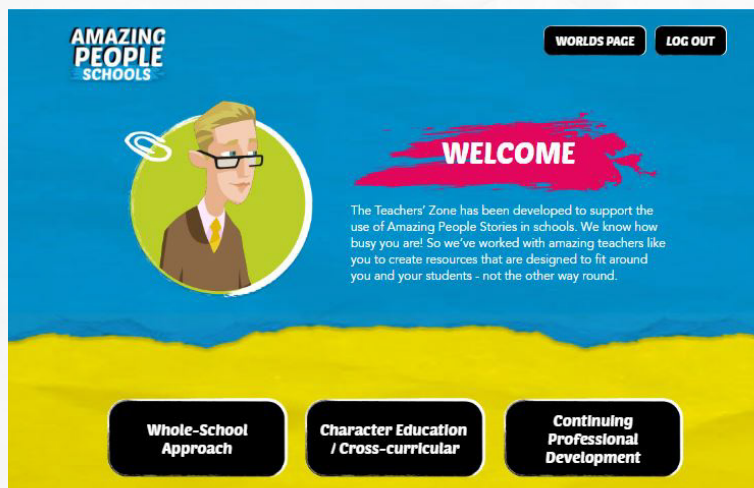 AMAZING
PEOPLE
SCHOOLS
WORLDS PAGE
LOG OUT
WELCOME
The Teachers' Zone has been developed to support the
use of Amazing People Stories in schools. We know how
busy you are! So we've worked with amazing teachers like
you to create resources that are designed to fit around
you and your students - not the other way round.
Whole-School
Approach
Character Education
/ Cross-curricular
Continuing
Professional
Development